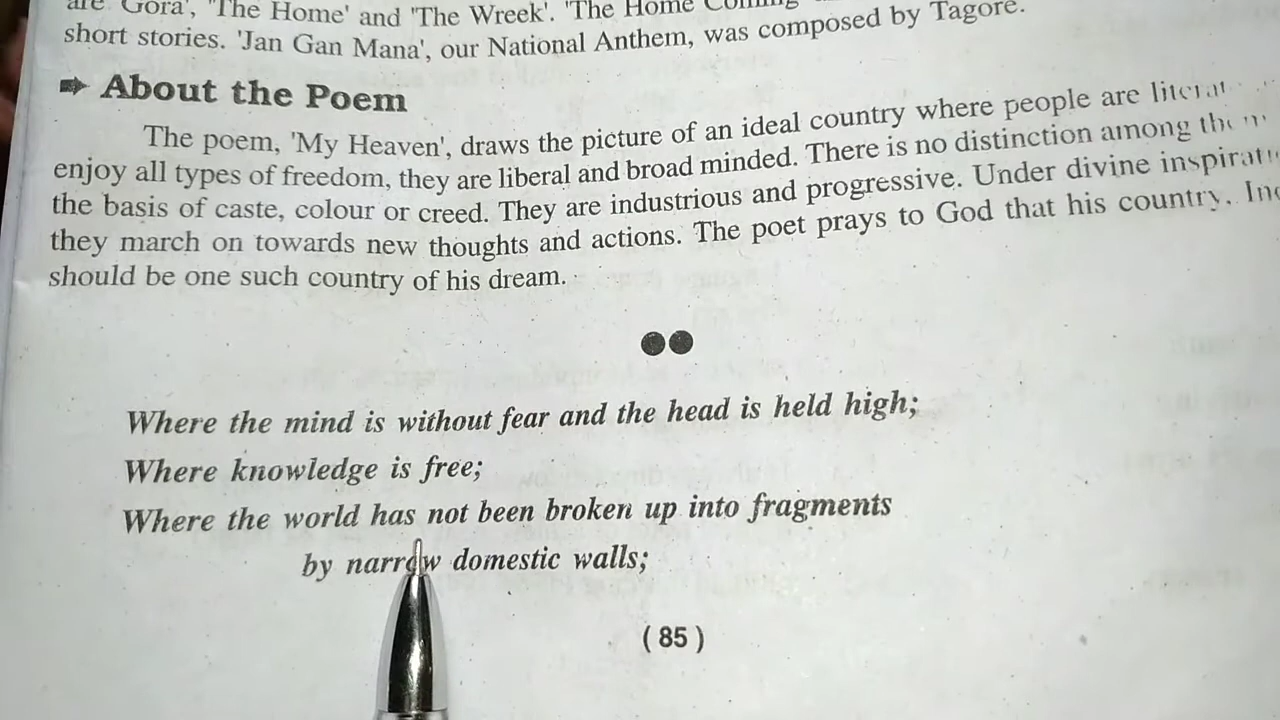 are 'Gora', 'The Home' and 'The Wreek'. 'The Home
short stories. 'Jan Gan Mana', our National Anthem, was composed by Tagore.
➡ About the Poem
The poem, 'My Heaven', draws the picture of an ideal country where people are
enjoy all types of freedom, they are liberal and broad minded. There is no distinction among
the basis of caste, colour or creed. They are industrious and progressive. Under divine
they march on towards new thoughts and actions. The poet prays to God that his country,
should be one such country of his dream.
Where the mind is without fear and the head is held high;
Where knowledge is free;
Where the world has not been broken up into fragments
by narrow domestic walls;
( 85 )